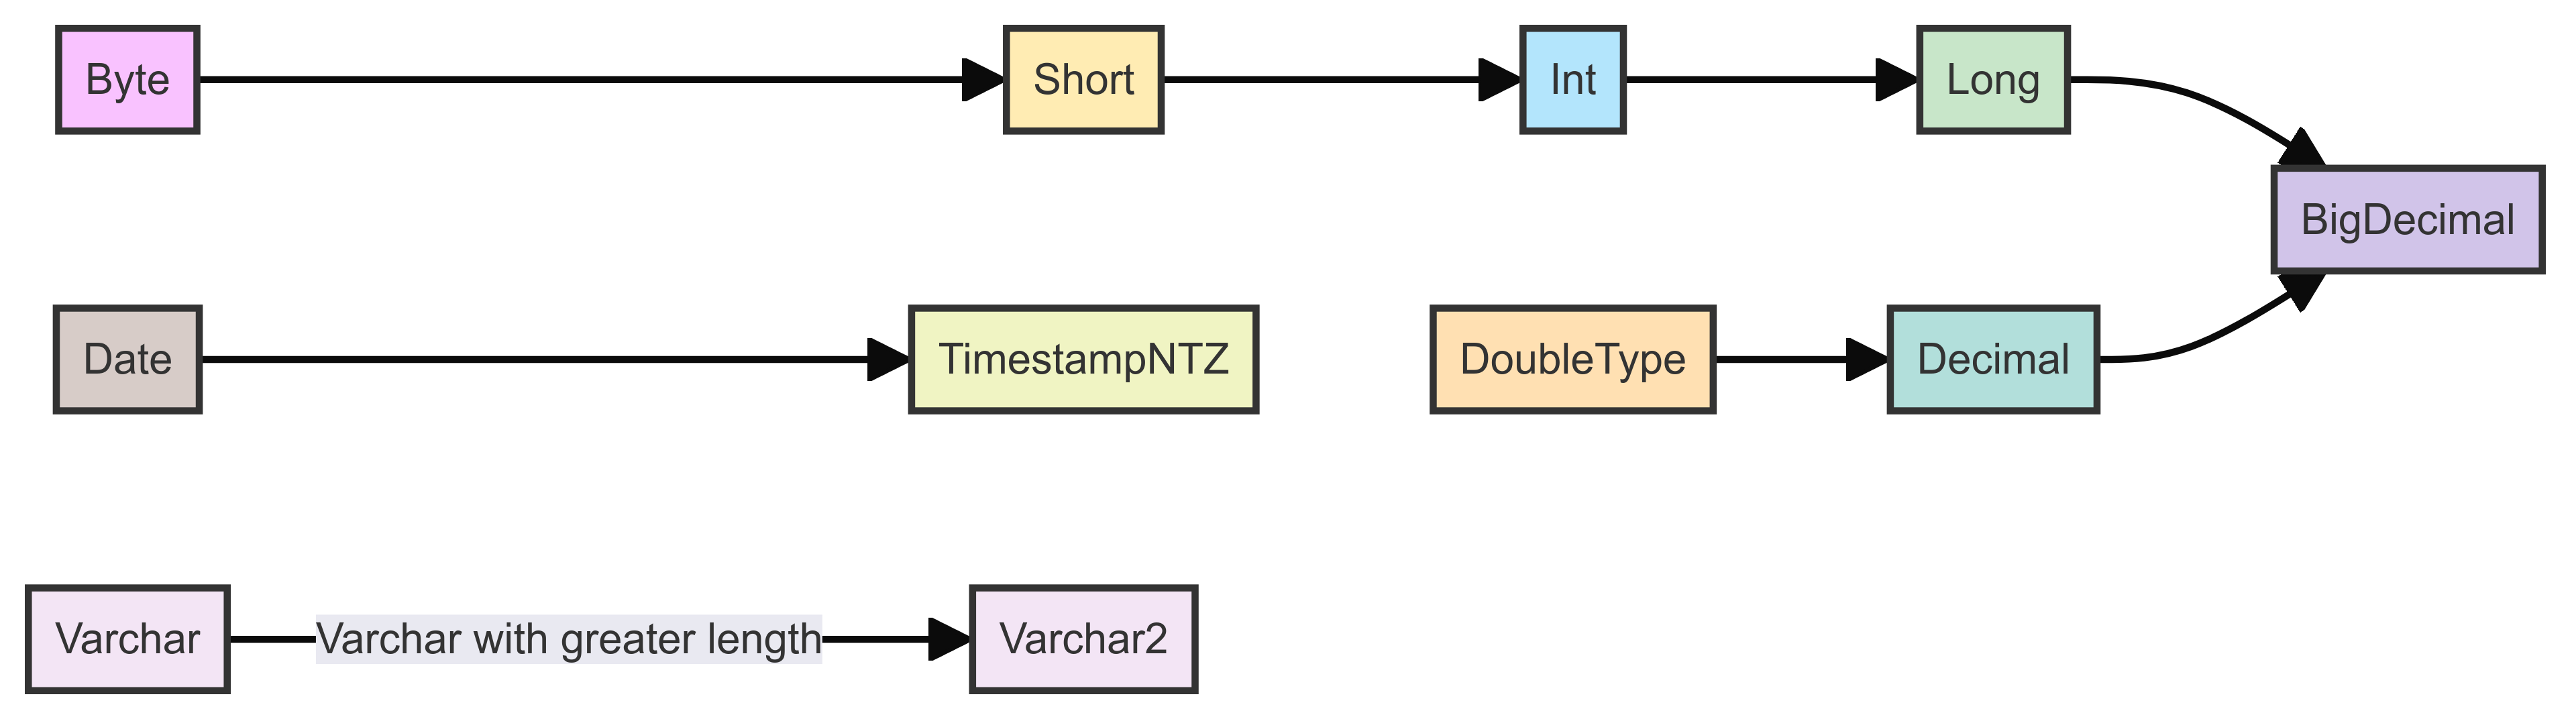 Byte
Short
Int
Long
BigDecimal
Date
TimestampNTZ
DoubleType
Decimal
Varchar
Varchar with greater length
Varchar2